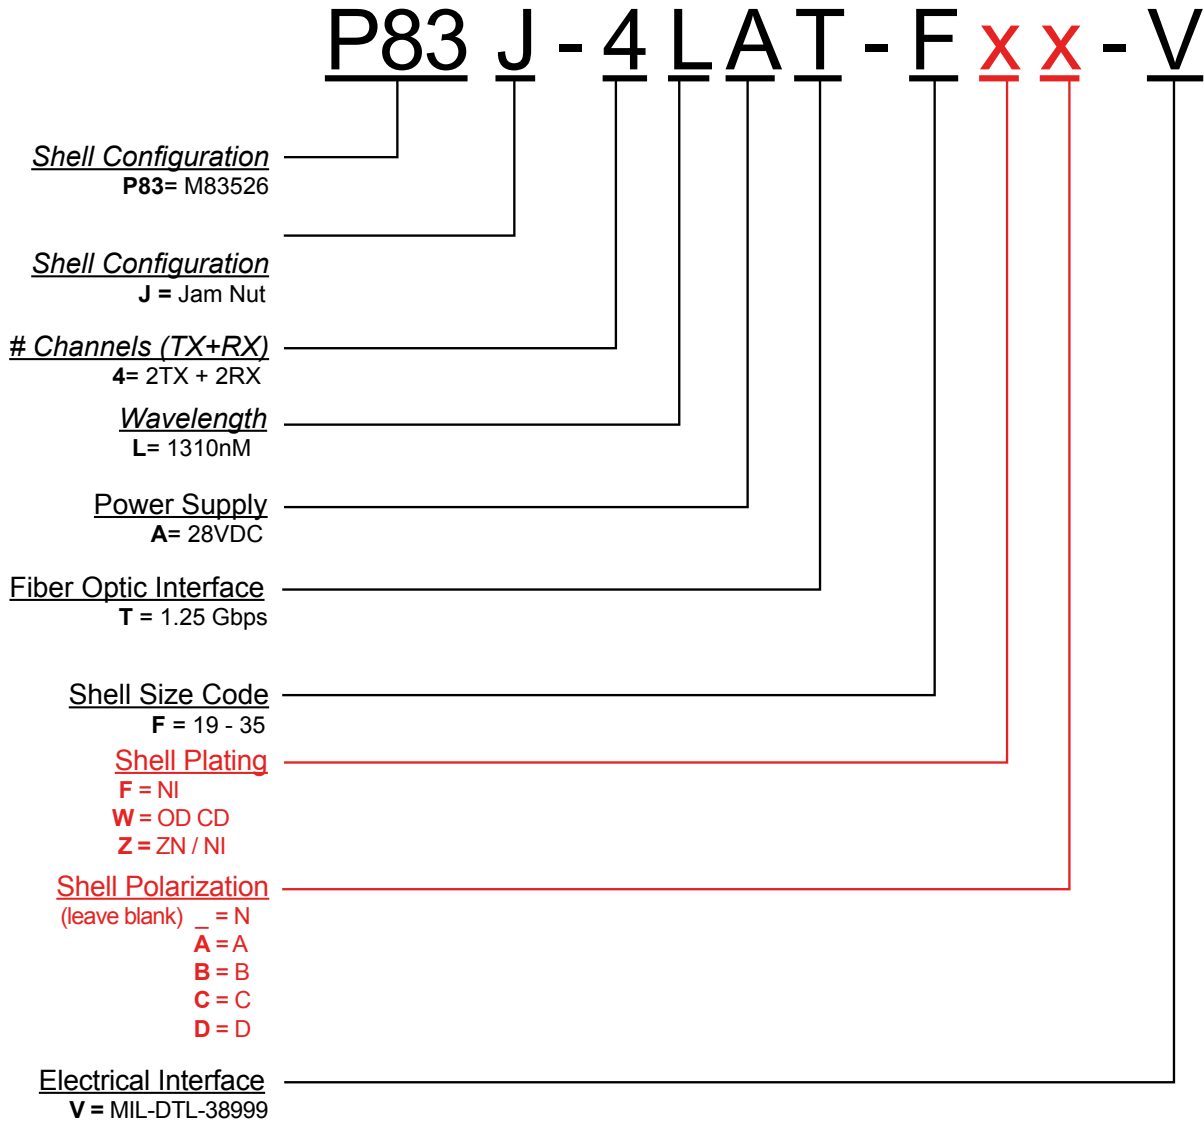 P83 J - 4 L A T - F x x - V
Shell Configuration
P83= M83526
Shell Configuration
J = Jam Nut
# Channels (TX+RX)
4= 2TX + 2RX
Wavelength
L= 1310nM
Power Supply
A= 28VDC
Fiber Optic Interface
T = 1.25 Gbps
Shell Size Code
F = 19 - 35
Shell Plating
F = NI
W = OD CD
Z = ZN / NI
Shell Polarization
(leave blank) _ = N
A = A
B = B
C = C
D = D
Electrical Interface
V = MIL-DTL-38999